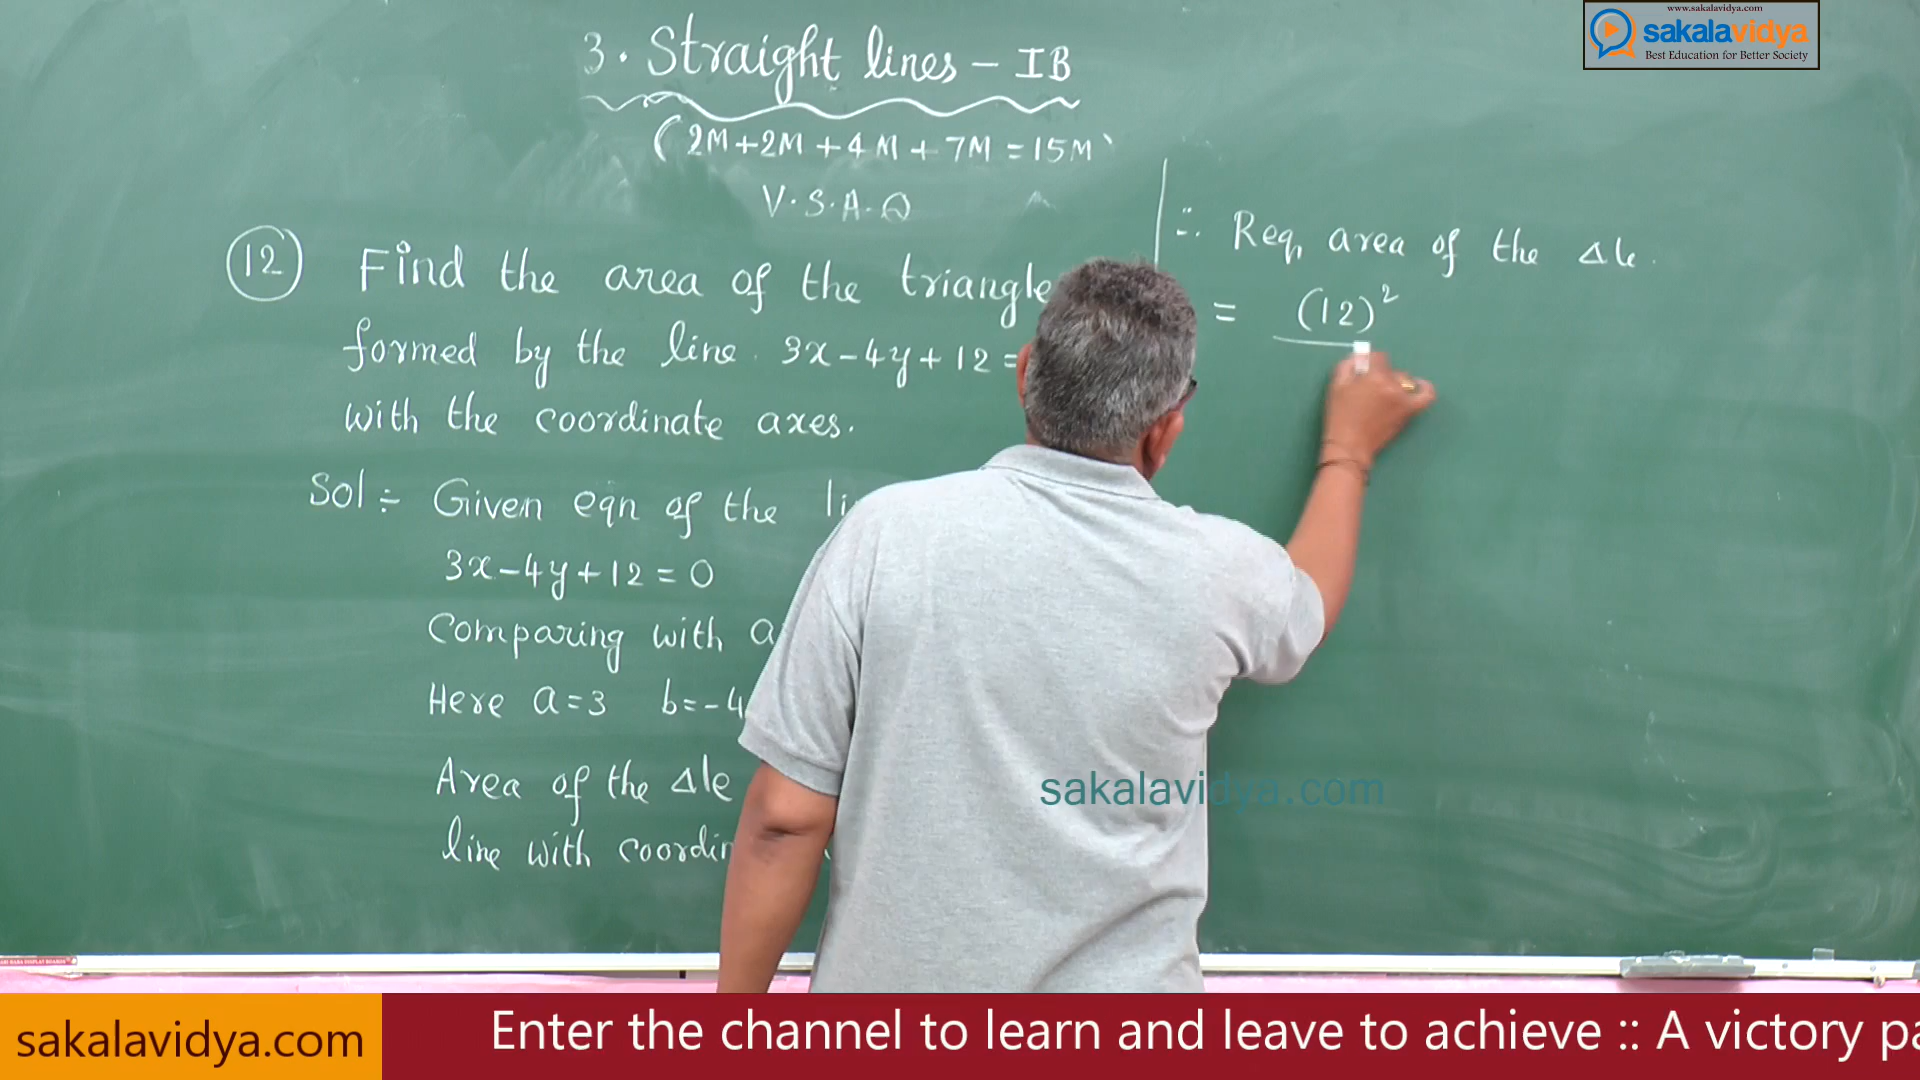 www.sakalavidya.com
sakalavidya
Best Education for Better Society
3. Straight lines - IB
(2M+2M+4M+7M=15M)
V.S.A.Q
12 Find the area of the triangle
formed by the line 3x-4y+12=
with the coordinate axes.
Sol:- Given eqn of the li
3x-4y+12=0
Comparing with a
Here a=3 b=-4
Area of the Δle
line with coordin
∴ Req. area of the Δle.
= (12)²
sakalavidya.com
sakalavidya.com
Enter the channel to learn and leave to achieve :: A victory pa